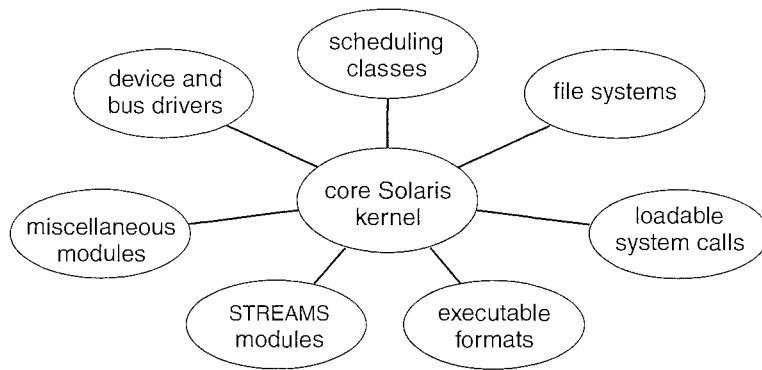 scheduling
classes
device and
bus drivers
file systems
core Solaris
kernel
miscellaneous
modules
loadable
system calls
STREAMS
modules
executable
formats